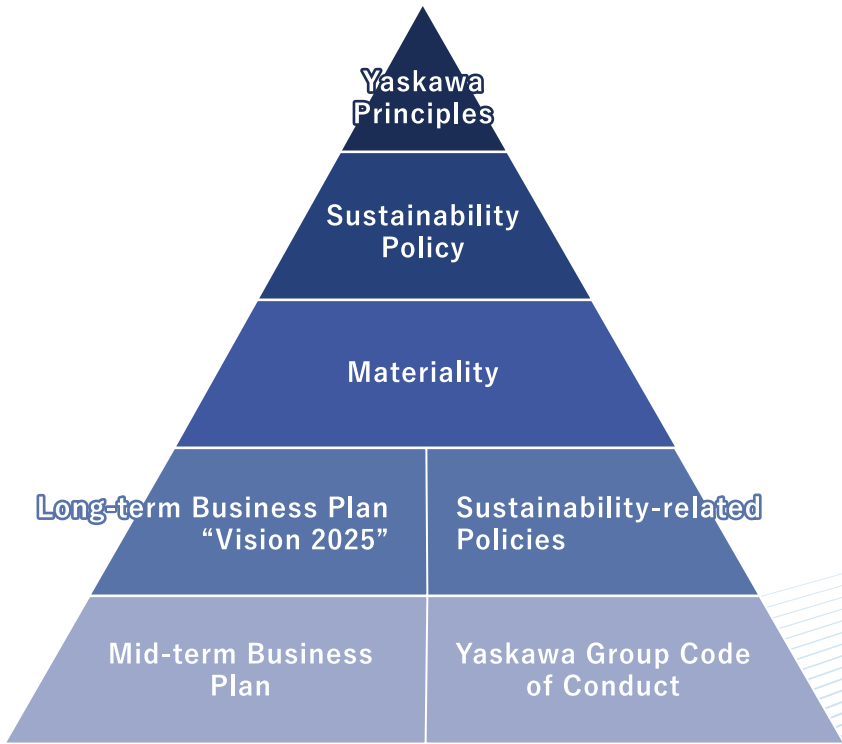 Yaskawa
Principles
Sustainability
Policy
Materiality
Long-term Business Plan
“Vision 2025”
Sustainability-related
Policies
Mid-term Business
Plan
Yaskawa Group Code
of Conduct